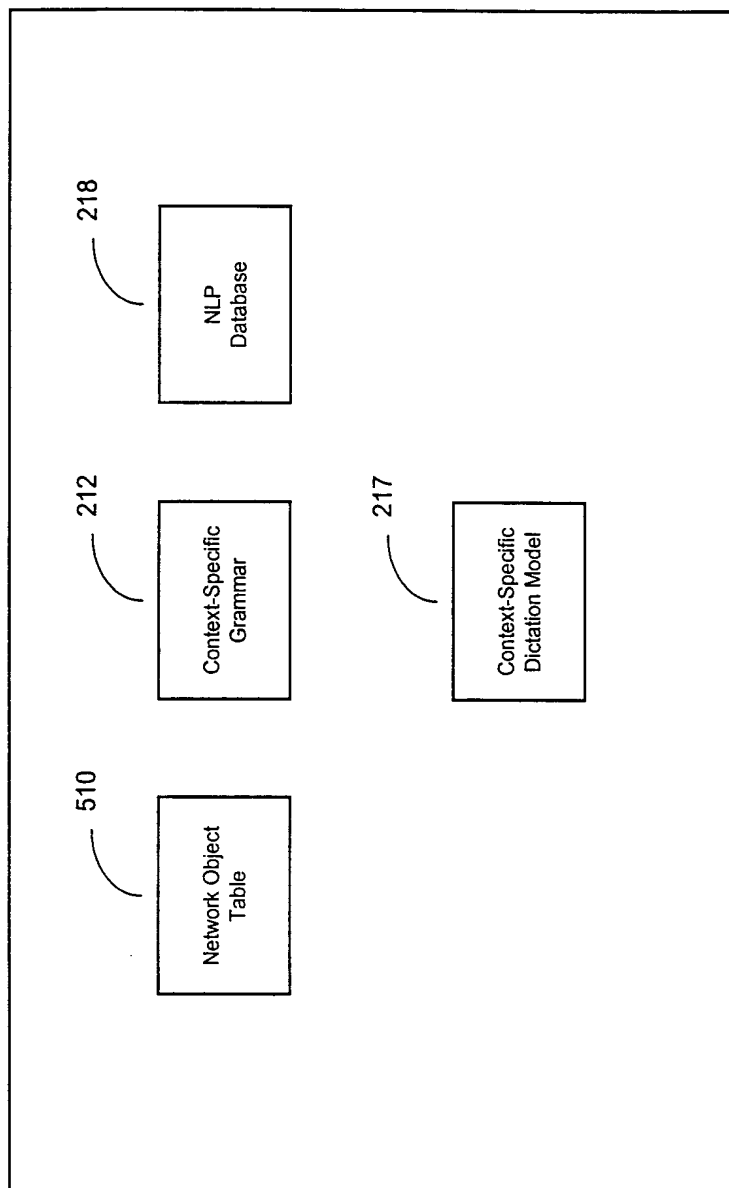 510
Network Object
Table
212
Context-Specific
Grammar
218
NLP
Database
217
Context-Specific
Dictation Model